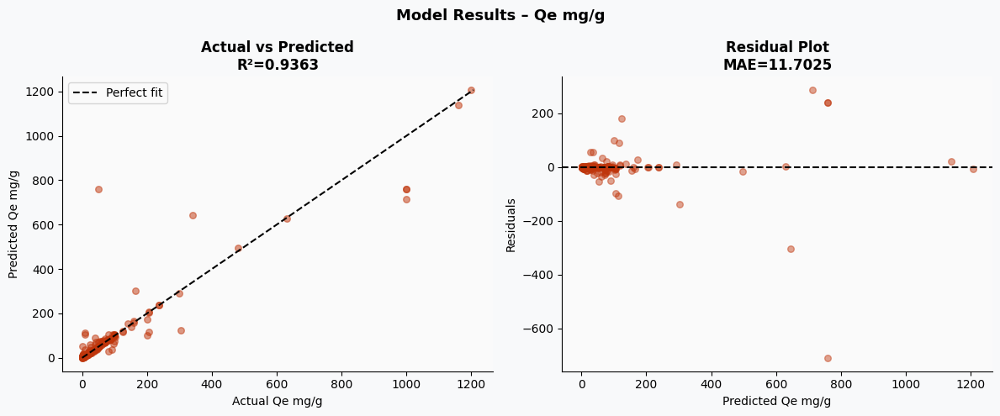 Model Results – Qe mg/g
Actual vs Predicted
R²=0.9363
Perfect fit
Predicted Qe mg/g
1200
1000
800
600
400
200
0
0 200 400 600 800 1000 1200
Actual Qe mg/g
Residual Plot
MAE=11.7025
Residuals
200
0
−200
−400
−600
0 200 400 600 800 1000 1200
Predicted Qe mg/g